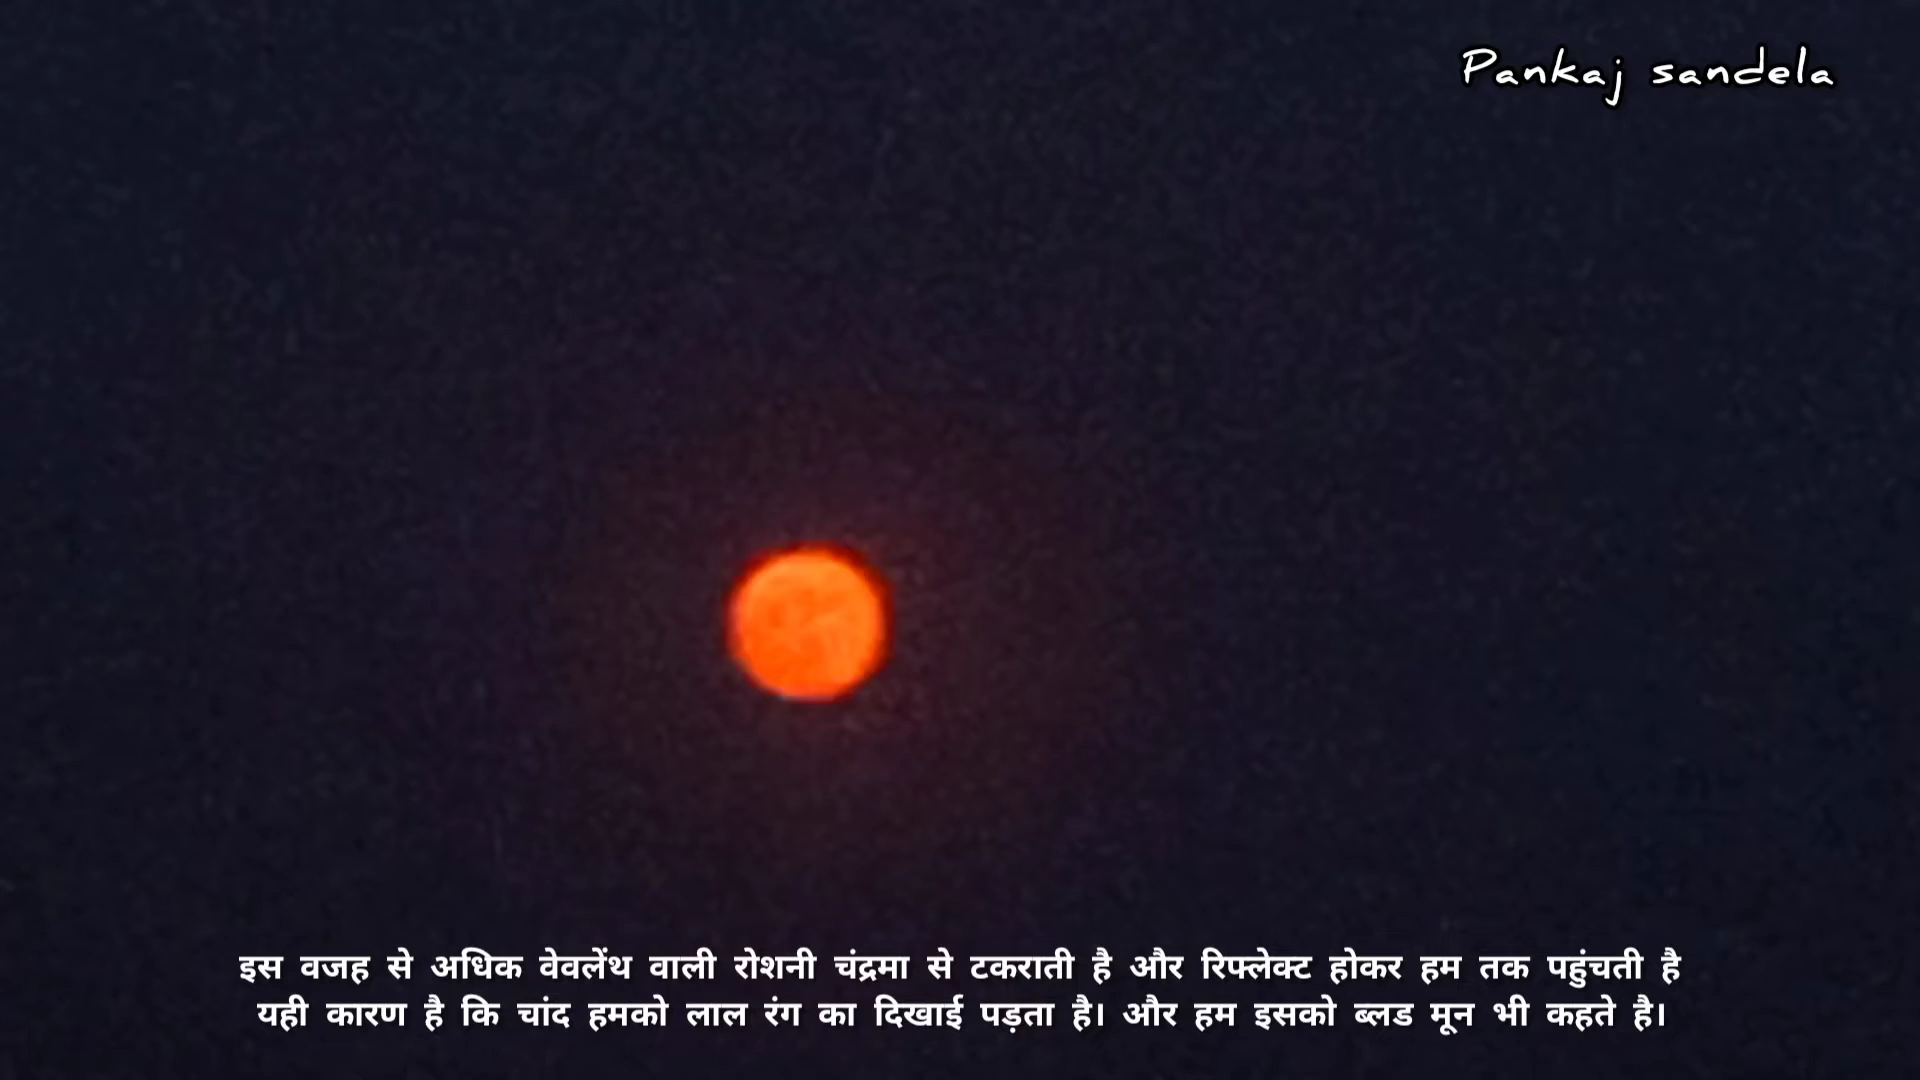 Pankaj sandela
इस वजह से अधिक वेवलेंथ वाली रोशनी चंद्रमा से टकराती है और रिफ्लेक्ट होकर हम तक पहुंचती है
यही कारण है कि चांद हमको लाल रंग का दिखाई पड़ता है। और हम इसको ब्लड मून भी कहते है।